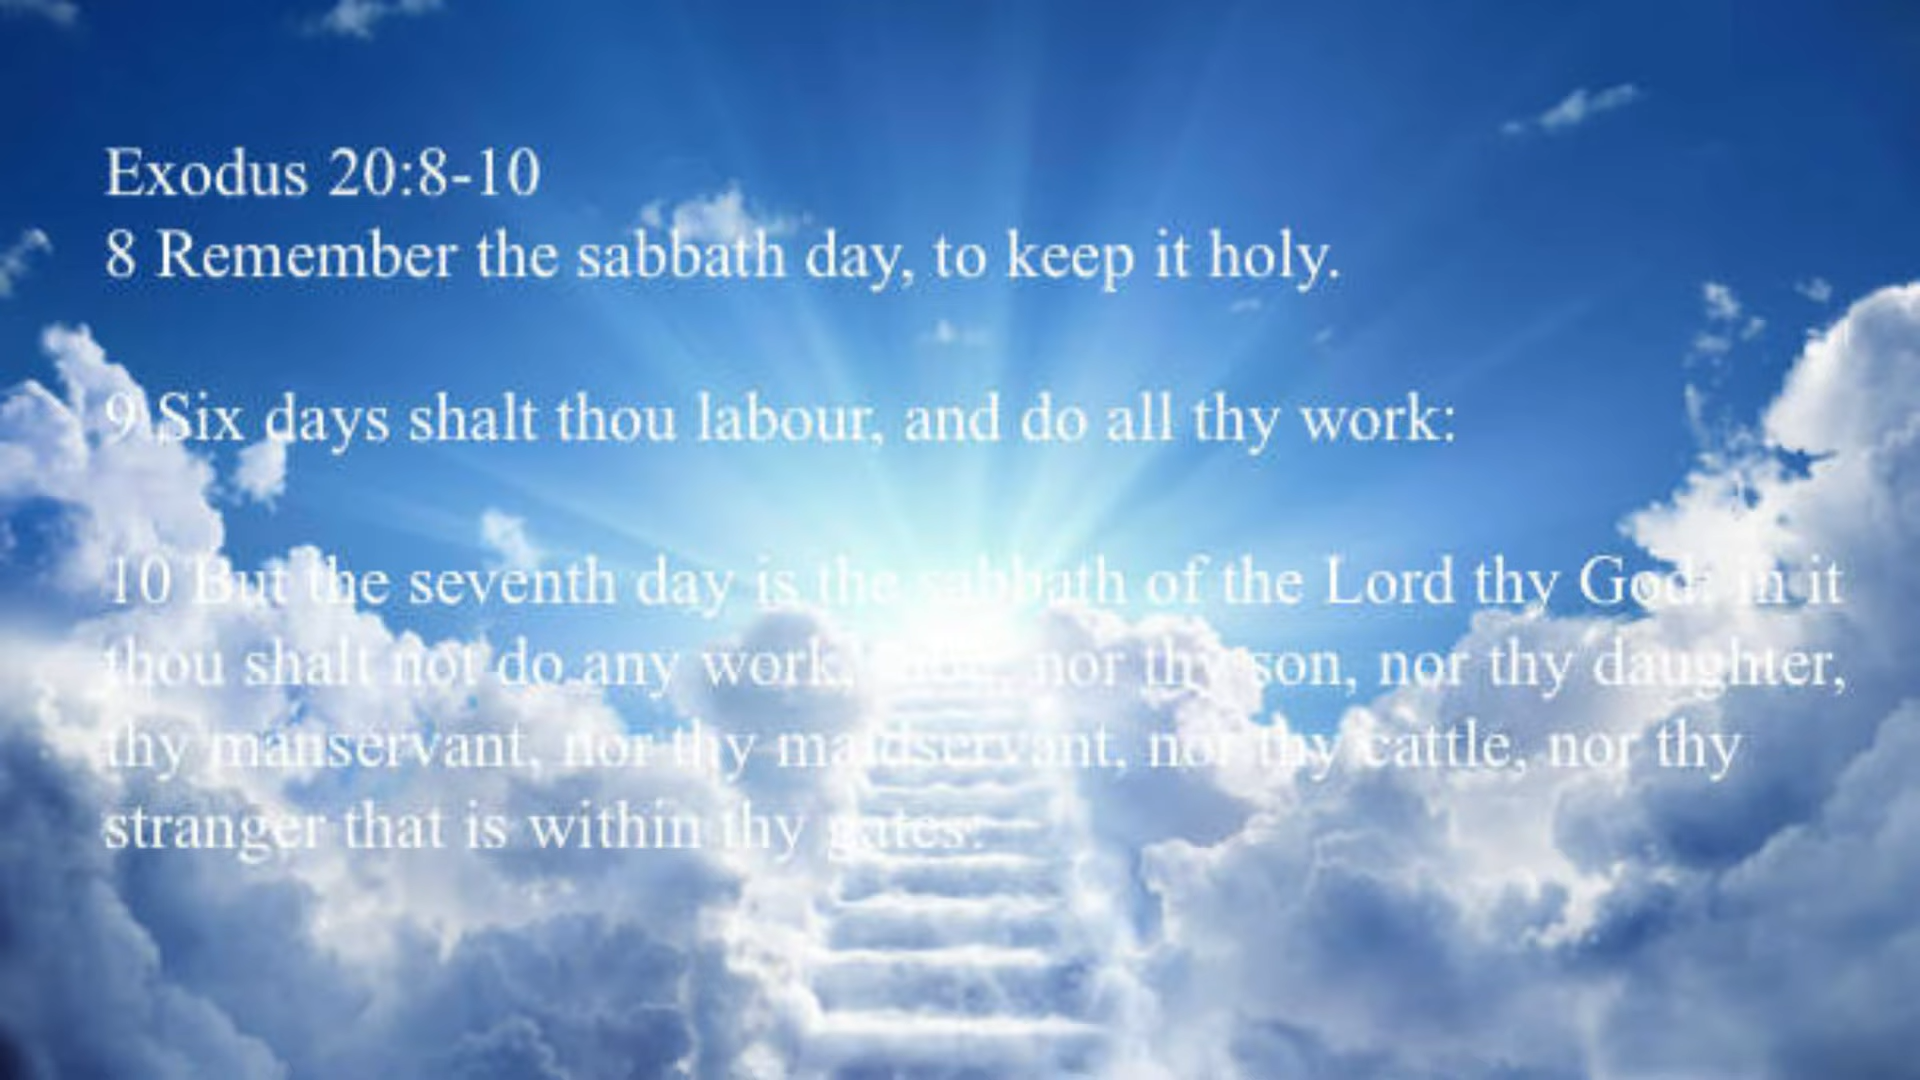 Exodus 20:8-10
8 Remember the sabbath day, to keep it holy.
9 Six days shalt thou labour, and do all thy work:
10 But the seventh day is the sabbath of the Lord thy God: in it
thou shalt not do any work, thou, nor thy son, nor thy daughter,
thy manservant, nor thy maidservant, nor thy cattle, nor thy
stranger that is within thy gates: